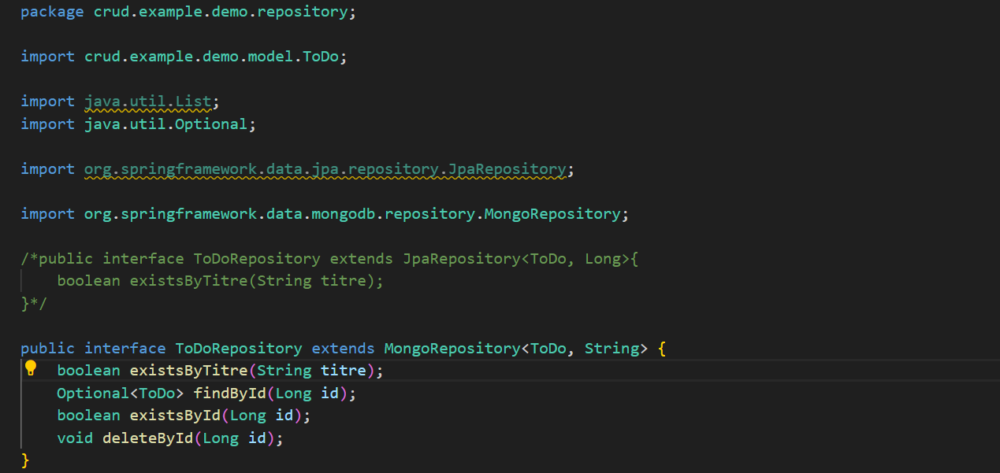 package crud.example.demo.repository;
import crud.example.demo.model.ToDo;
import java.util.List;
import java.util.Optional;
import org.springframework.data.jpa.repository.JpaRepository;
import org.springframework.data.mongodb.repository.MongoRepository;
/*public interface ToDoRepository extends JpaRepository<ToDo, Long>{
    boolean existsByTitre(String titre);
}*/
public interface ToDoRepository extends MongoRepository<ToDo, String> {
    boolean existsByTitre(String titre);
    Optional<ToDo> findById(Long id);
    boolean existsById(Long id);
    void deleteById(Long id);
}